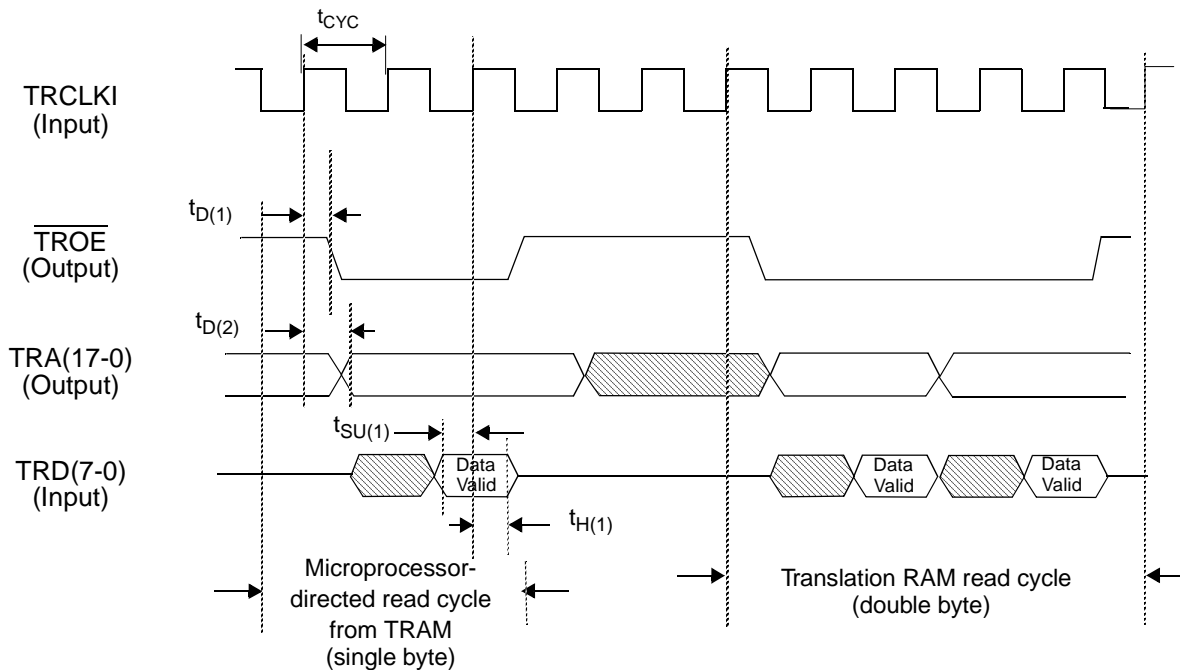 tCYC
TRCLKI
(Input)
tD(1)
TROE
(Output)
tD(2)
TRA(17-0)
(Output)
tSU(1)
TRD(7-0)
(Input)
Data
Valid
Data
Valid
Data
Valid
tH(1)
Microprocessor-
directed read cycle
from TRAM
(single byte)
Translation RAM read cycle
(double byte)